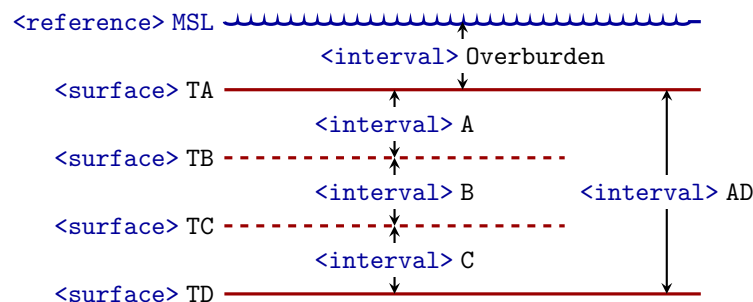 <reference> MSL
<interval> Overburden
<surface> TA
<interval> A
<surface> TB
<interval> B
<interval> AD
<surface> TC
<interval> C
<surface> TD